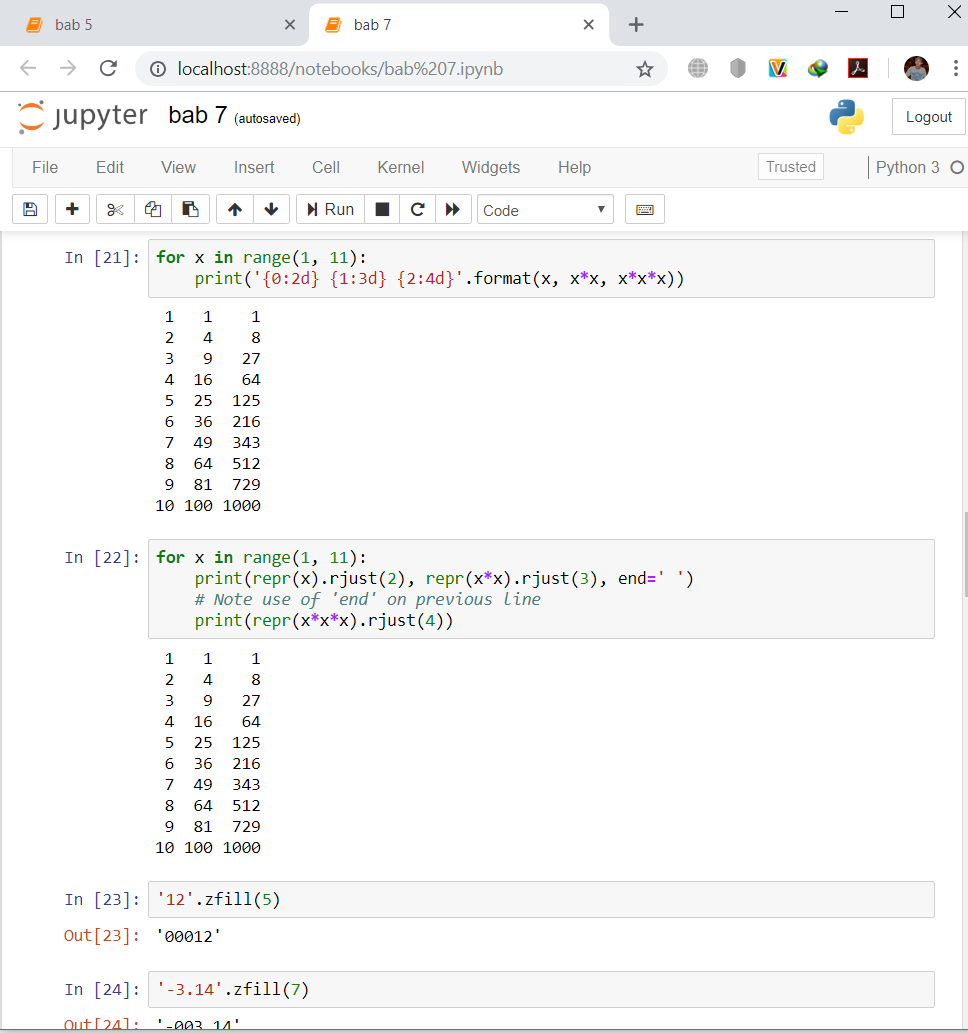 bab 5
bab 7
localhost:8888/notebooks/bab%207.ipynb
jupyter bab 7 (autosaved)
Logout
File Edit View Insert Cell Kernel Widgets Help Trusted Python 3
Run Code
In [21]: for x in range(1, 11):
    print('{0:2d} {1:3d} {2:4d}'.format(x, x*x, x*x*x))
 1   1    1
 2   4    8
 3   9   27
 4  16   64
 5  25  125
 6  36  216
 7  49  343
 8  64  512
 9  81  729
10 100 1000
In [22]: for x in range(1, 11):
    print(repr(x).rjust(2), repr(x*x).rjust(3), end=' ')
    # Note use of 'end' on previous line
    print(repr(x*x*x).rjust(4))
 1   1    1
 2   4    8
 3   9   27
 4  16   64
 5  25  125
 6  36  216
 7  49  343
 8  64  512
 9  81  729
10 100 1000
In [23]: '12'.zfill(5)
Out[23]: '00012'
In [24]: '-3.14'.zfill(7)
Out[24]: '-003.14'